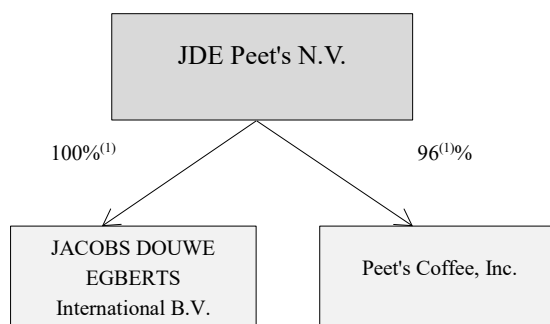 JDE Peet's N.V.
100%(1)
96(1)%
JACOBS DOUWE
EGBERTS
International B.V.
Peet's Coffee, Inc.